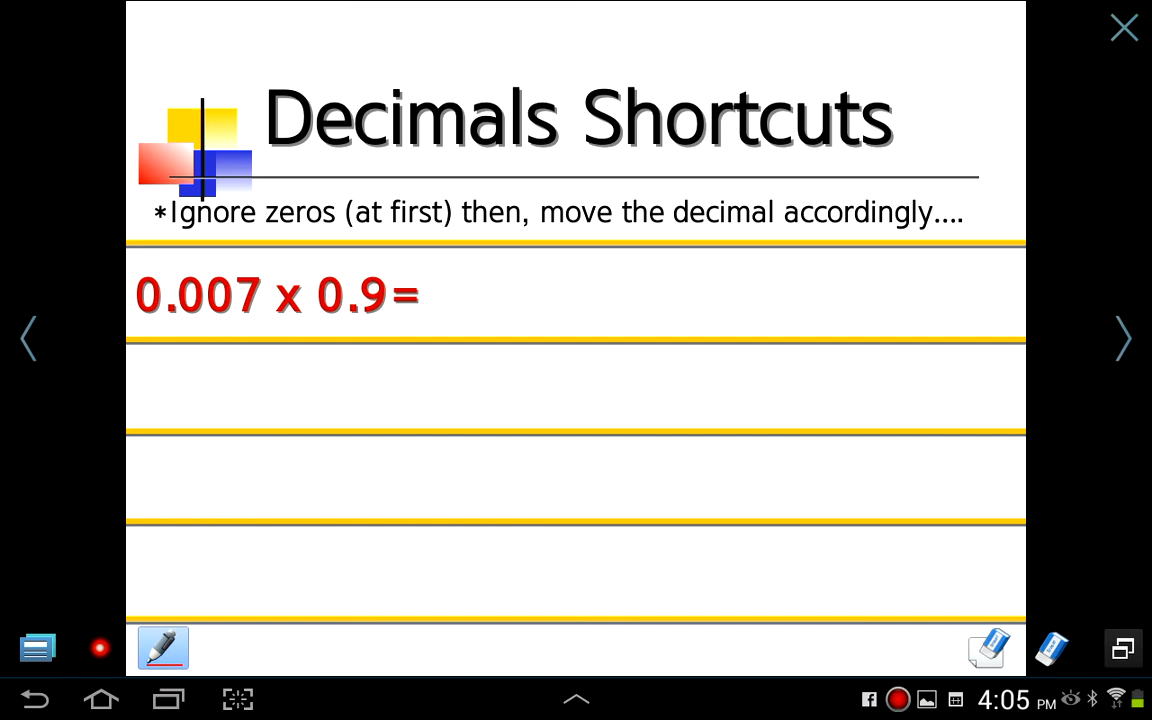 Decimals Shortcuts
*Ignore zeros (at first) then, move the decimal accordingly....
0.007 x 0.9=
4:05 PM